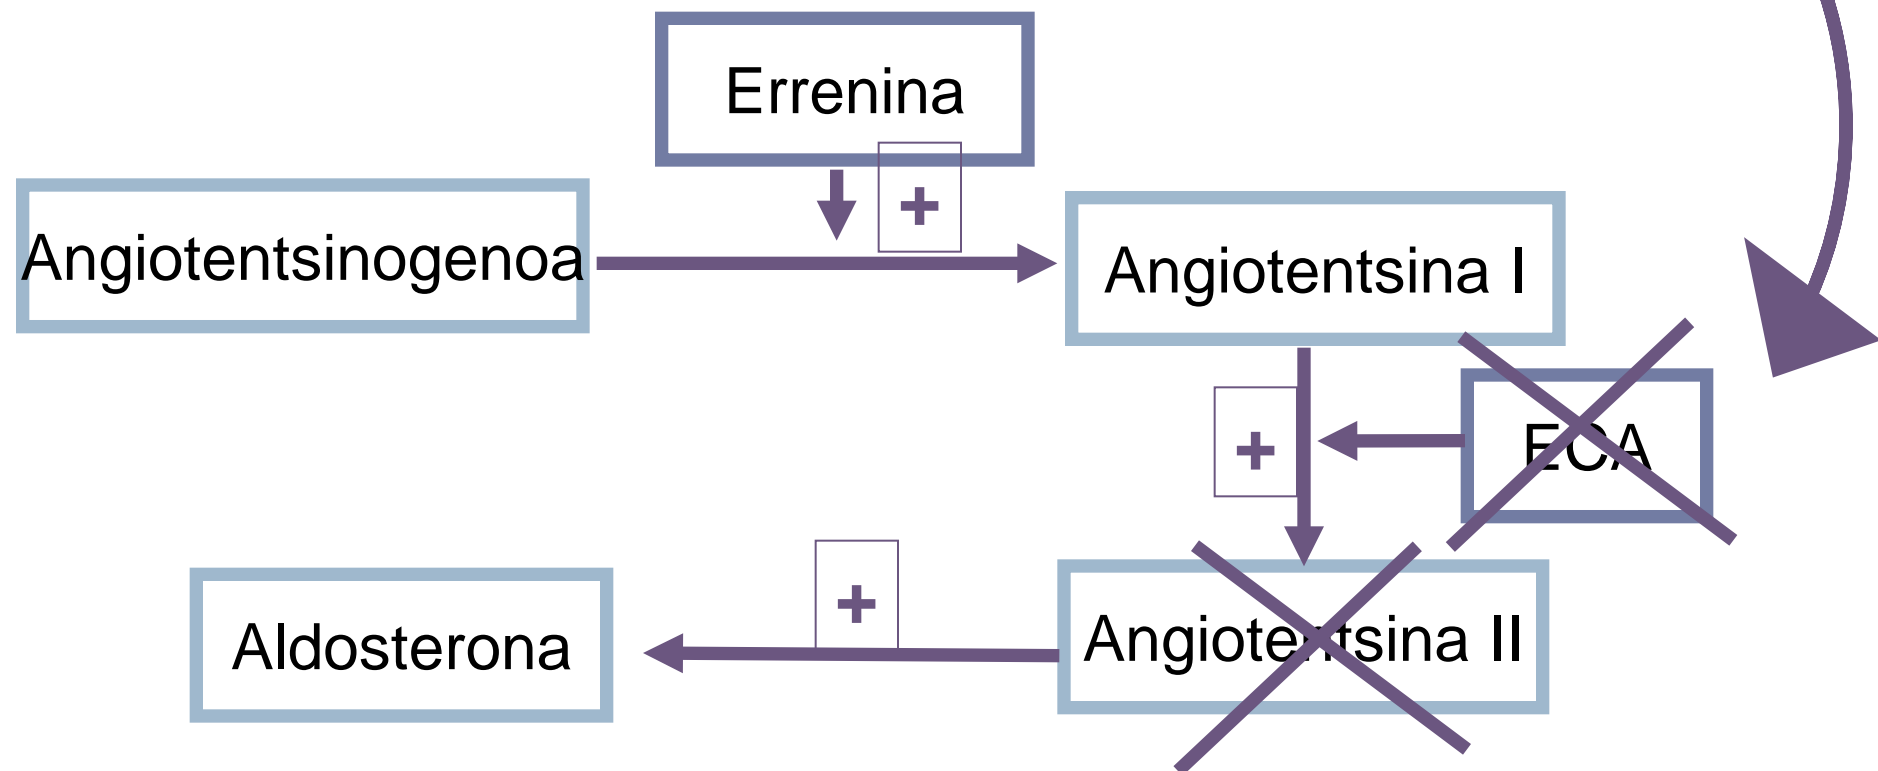 Errenina
+
Angiotentsinogenoa
Angiotentsina I
+
ECA
+
Aldosterona
Angiotentsina II